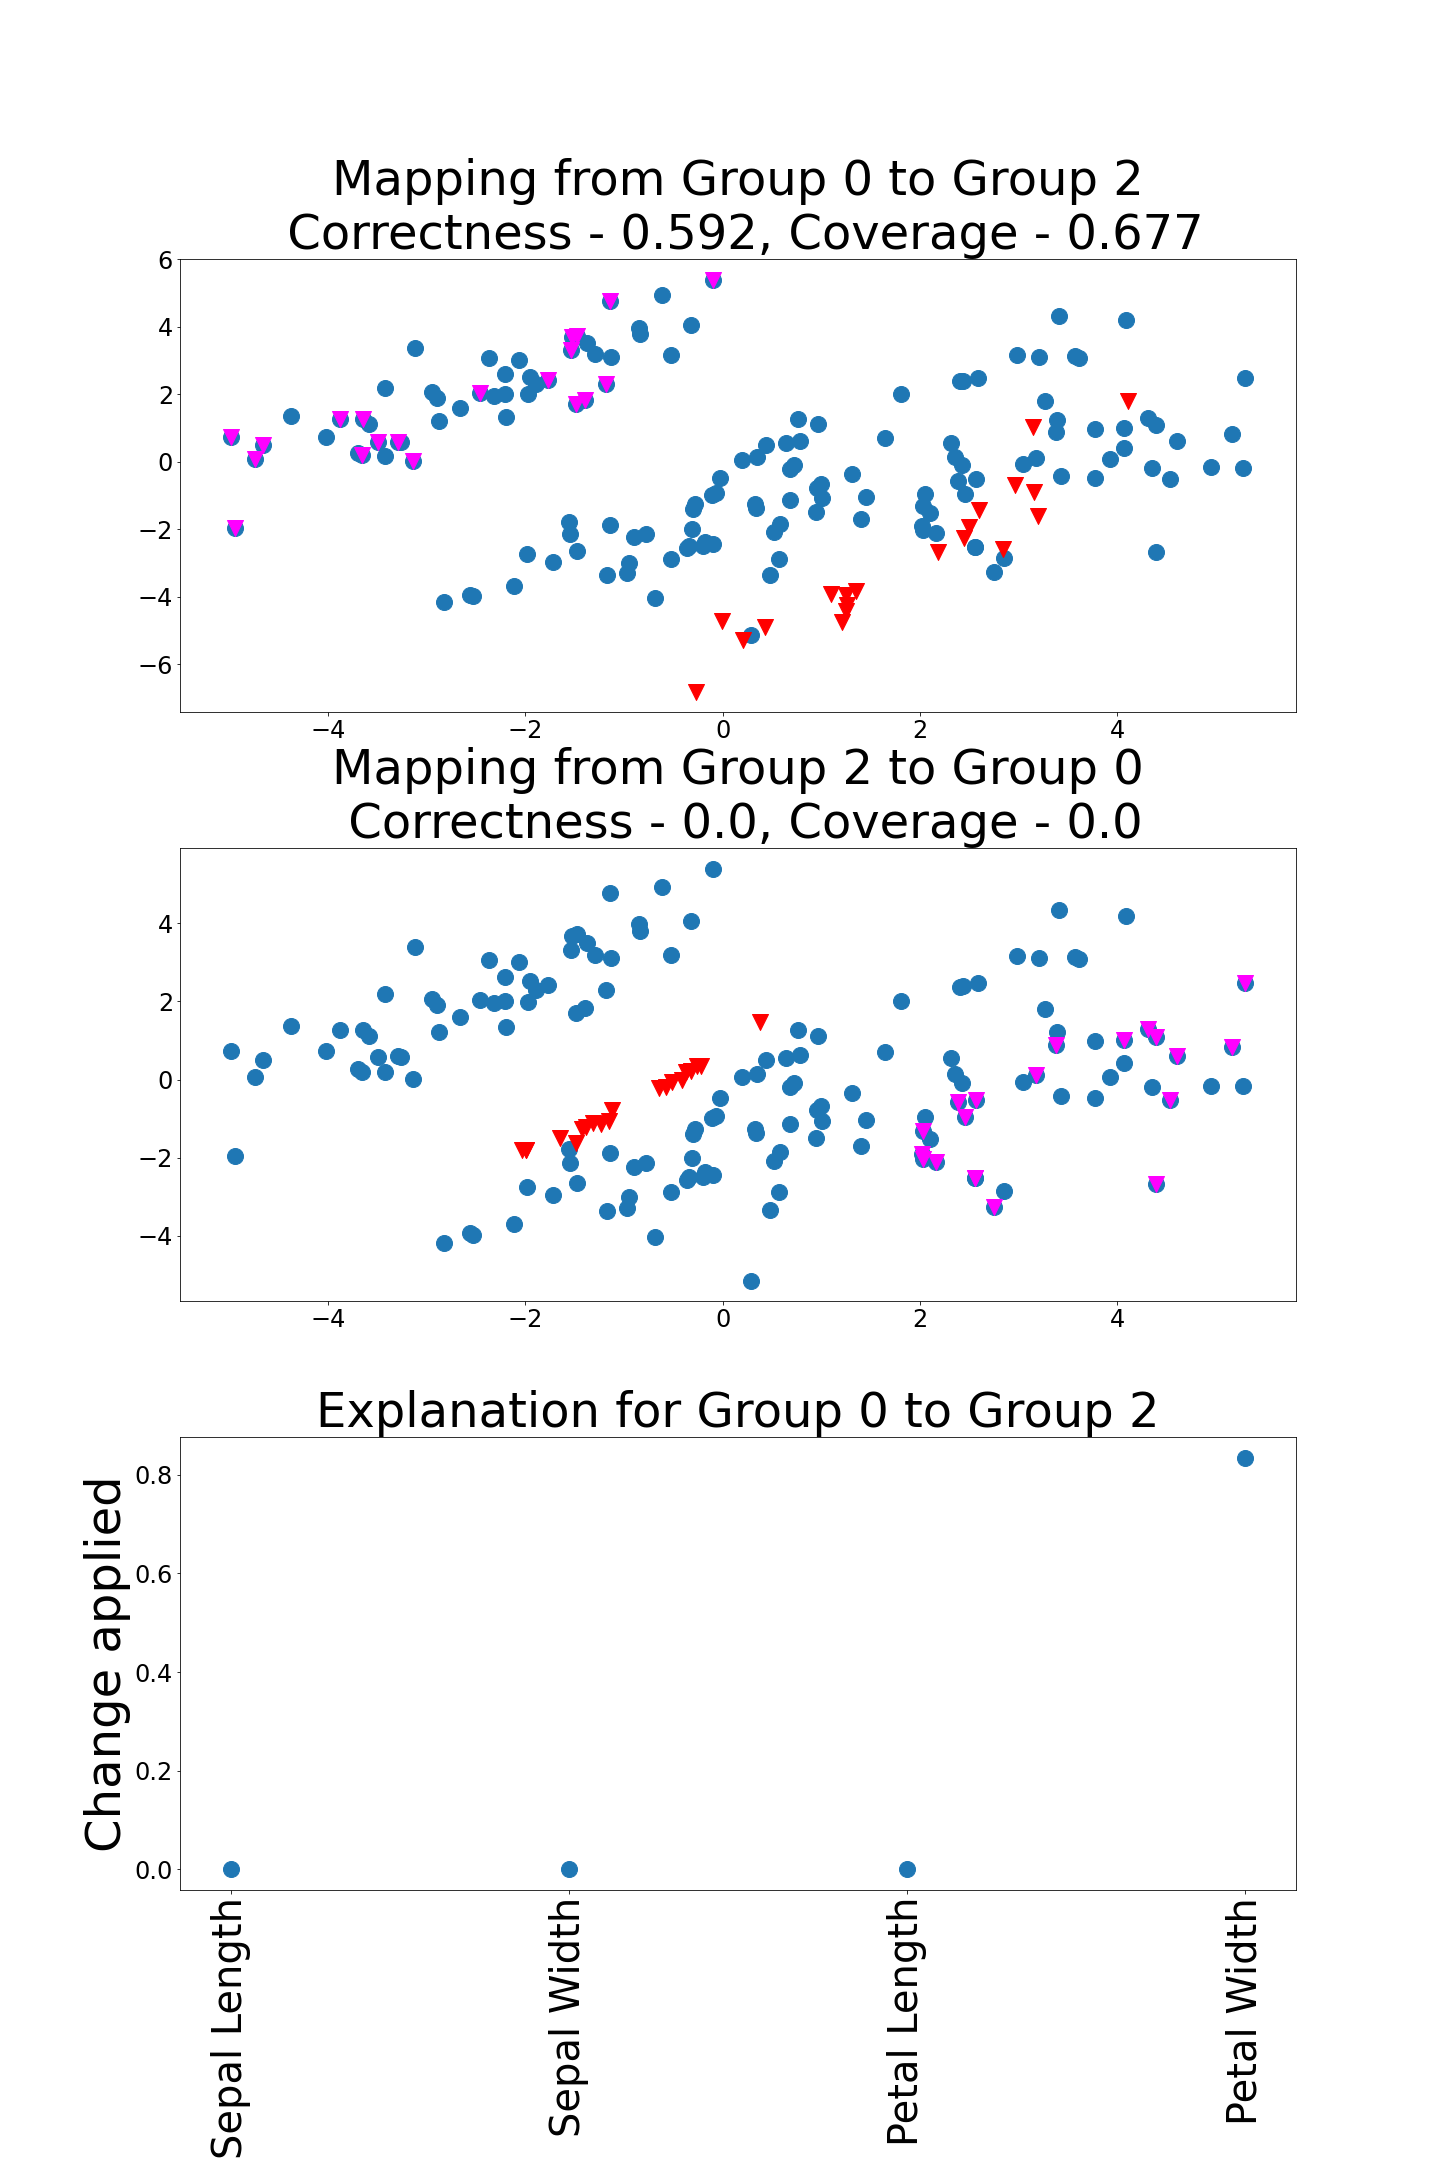 Mapping from Group 0 to Group 2
Correctness - 0.592, Coverage - 0.677
6
4
2
0
−2
−4
−6
−4
−2
0
2
4
Mapping from Group 2 to Group 0
Correctness - 0.0, Coverage - 0.0
4
2
0
−2
−4
−4
−2
0
2
4
Explanation for Group 0 to Group 2
Change applied
0.8
0.6
0.4
0.2
0.0
Sepal Length
Sepal Width
Petal Length
Petal Width